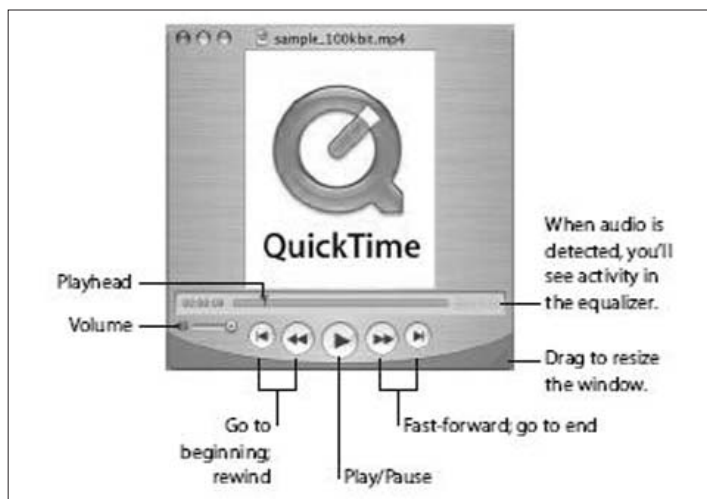 sample_100kbit.mp4
QuickTime
When audio is
detected, you'll
see activity in
the equalizer.
Playhead
Volume
Drag to resize
the window.
Go to
beginning;
rewind
Fast-forward; go to end
Play/Pause